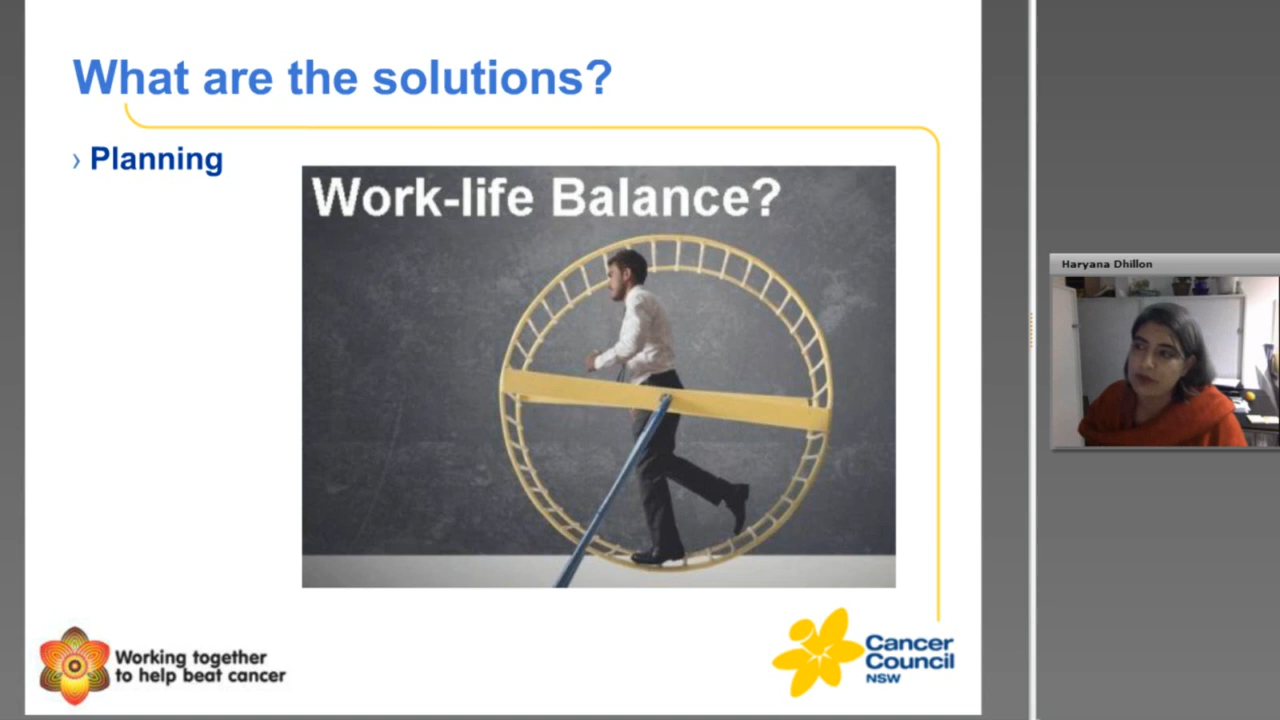 What are the solutions?
› Planning
Work-life Balance?
Haryana Dhillon
Working together
to help beat cancer
Cancer
Council
NSW